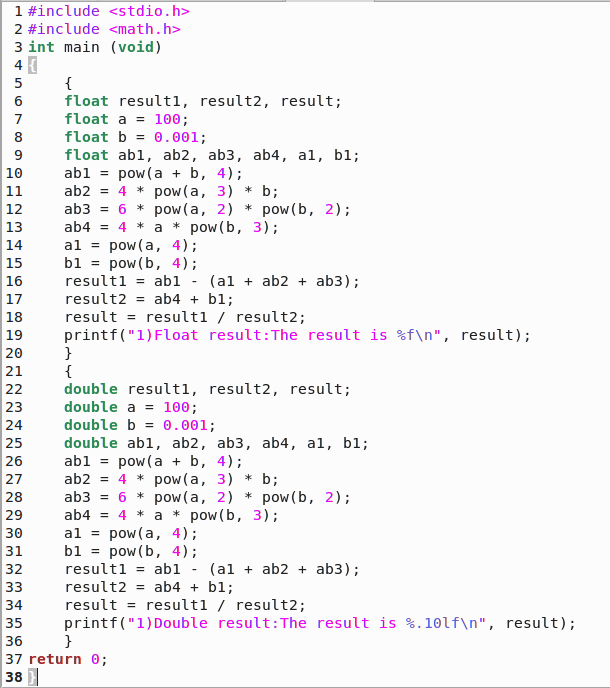 1 #include <stdio.h>
2 #include <math.h>
3 int main (void)
4 {
5     {
6     float result1, result2, result;
7     float a = 100;
8     float b = 0.001;
9     float ab1, ab2, ab3, ab4, a1, b1;
10     ab1 = pow(a + b, 4);
11     ab2 = 4 * pow(a, 3) * b;
12     ab3 = 6 * pow(a, 2) * pow(b, 2);
13     ab4 = 4 * a * pow(b, 3);
14     a1 = pow(a, 4);
15     b1 = pow(b, 4);
16     result1 = ab1 - (a1 + ab2 + ab3);
17     result2 = ab4 + b1;
18     result = result1 / result2;
19     printf("1)Float result:The result is %f\n", result);
20     }
21     {
22     double result1, result2, result;
23     double a = 100;
24     double b = 0.001;
25     double ab1, ab2, ab3, ab4, a1, b1;
26     ab1 = pow(a + b, 4);
27     ab2 = 4 * pow(a, 3) * b;
28     ab3 = 6 * pow(a, 2) * pow(b, 2);
29     ab4 = 4 * a * pow(b, 3);
30     a1 = pow(a, 4);
31     b1 = pow(b, 4);
32     result1 = ab1 - (a1 + ab2 + ab3);
33     result2 = ab4 + b1;
34     result = result1 / result2;
35     printf("1)Double result:The result is %.10lf\n", result);
36     }
37 return 0;
38 }